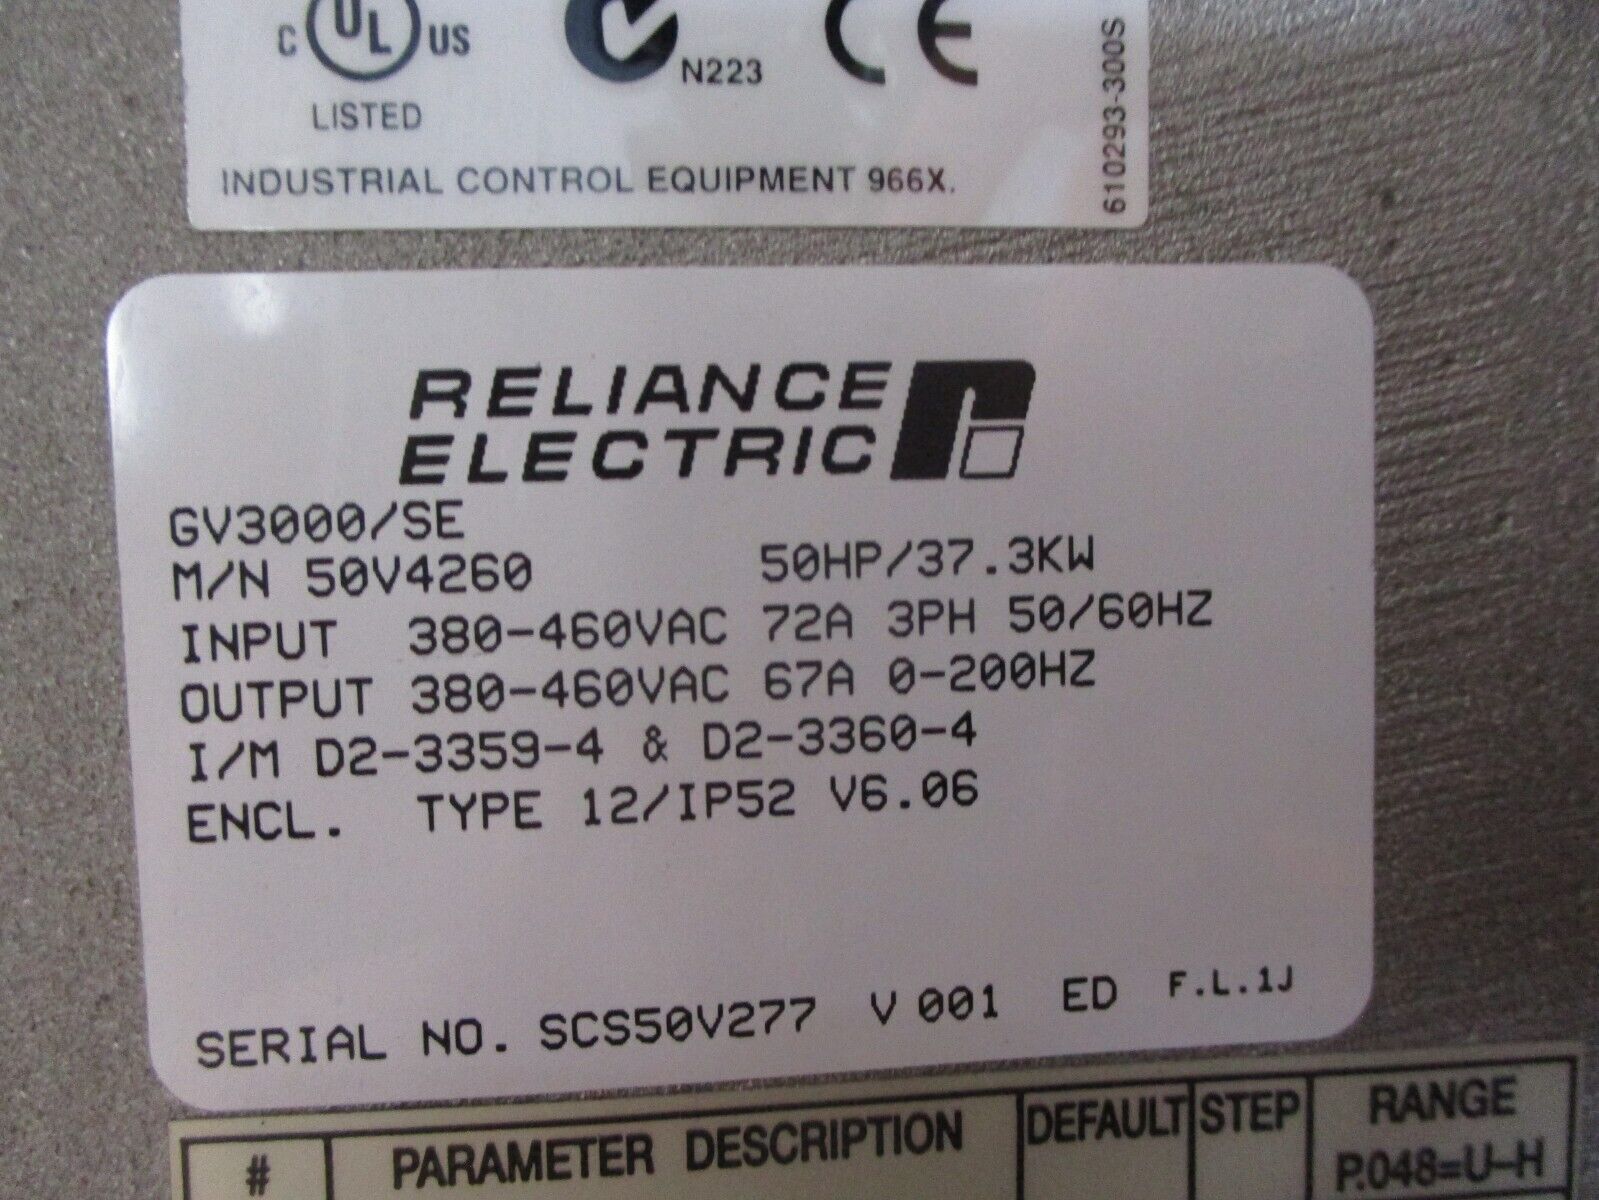 C UL US
LISTED
N223
CE
INDUSTRIAL CONTROL EQUIPMENT 966X.
610293-300S
RELIANCE
ELECTRIC
GV3000/SE
M/N 50V4260 50HP/37.3KW
INPUT 380-460VAC 72A 3PH 50/60HZ
OUTPUT 380-460VAC 67A 0-200HZ
I/M D2-3359-4 & D2-3360-4
ENCL. TYPE 12/IP52 V6.06
SERIAL NO. SCS50V277 V 001 ED F.L.1J
# PARAMETER DESCRIPTION DEFAULT STEP RANGE
P.048=U-H